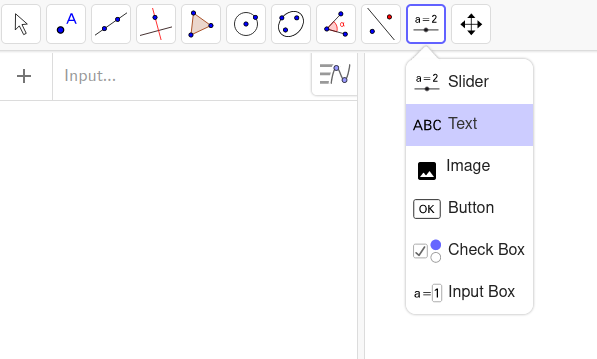 A
α
a=2
Input...
a=2 Slider
ABC Text
Image
OK Button
Check Box
a=1 Input Box